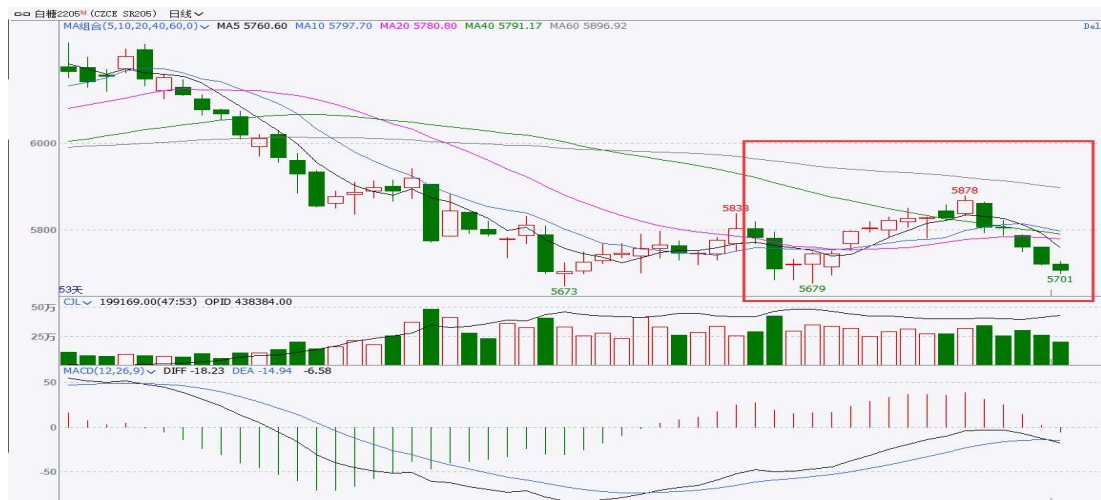 白糖2205ᴹ (CZCE SR205) 日线
MA组合(5,10,20,40,60,0) MA5 5760.60 MA10 5797.70 MA20 5780.80 MA40 5791.17 MA60 5896.92 Del
6000
5878
5833
5800
5679
5701
5673
53天
50万
CJL 199169.00(47:53) OPID 438384.00
25万
MACD(12,26,9) DIFF -18.23 DEA -14.94 -6.58
50
0
-50